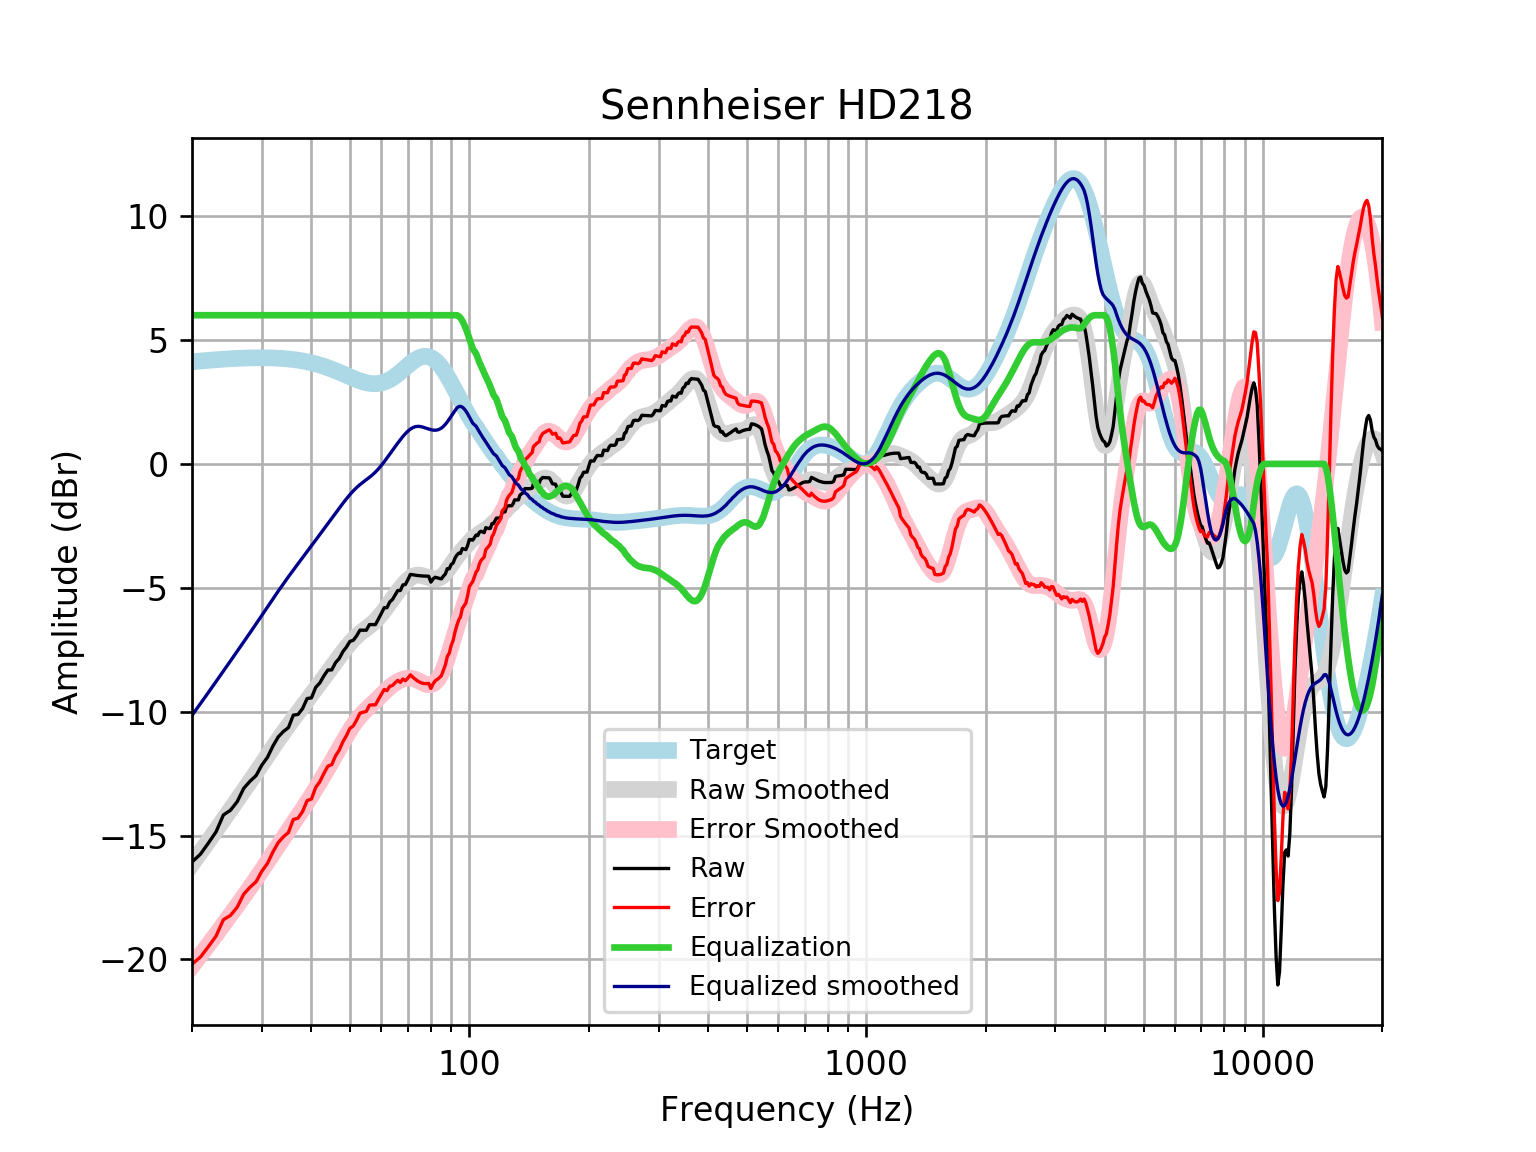 Sennheiser HD218
Amplitude (dBr)
10
5
0
−5
−10
−15
−20
Target
Raw Smoothed
Error Smoothed
Raw
Error
Equalization
Equalized smoothed
100
1000
10000
Frequency (Hz)